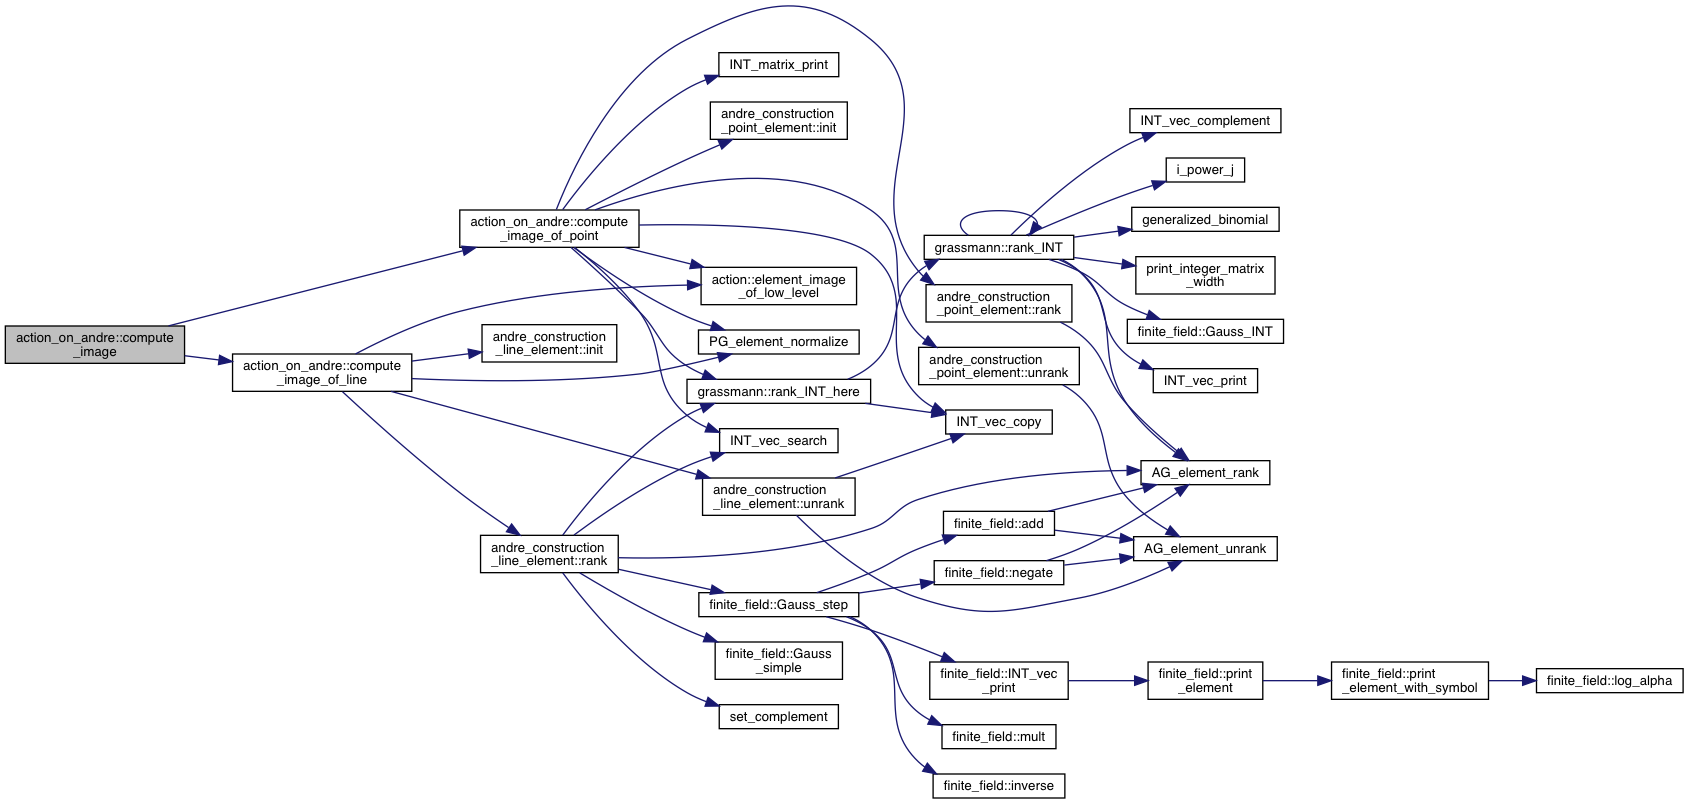 action_on_andre::compute
_image
action_on_andre::compute
_image_of_point
action_on_andre::compute
_image_of_line
INT_matrix_print
andre_construction
_point_element::init
action::element_image
_of_low_level
andre_construction
_line_element::init
PG_element_normalize
grassmann::rank_INT_here
INT_vec_search
andre_construction
_line_element::unrank
andre_construction
_line_element::rank
finite_field::Gauss_step
finite_field::Gauss
_simple
set_complement
grassmann::rank_INT
andre_construction
_point_element::rank
andre_construction
_point_element::unrank
INT_vec_copy
finite_field::add
finite_field::negate
finite_field::INT_vec
_print
finite_field::mult
finite_field::inverse
INT_vec_complement
i_power_j
generalized_binomial
print_integer_matrix
_width
finite_field::Gauss_INT
INT_vec_print
AG_element_rank
AG_element_unrank
finite_field::print
_element
finite_field::print
_element_with_symbol
finite_field::log_alpha